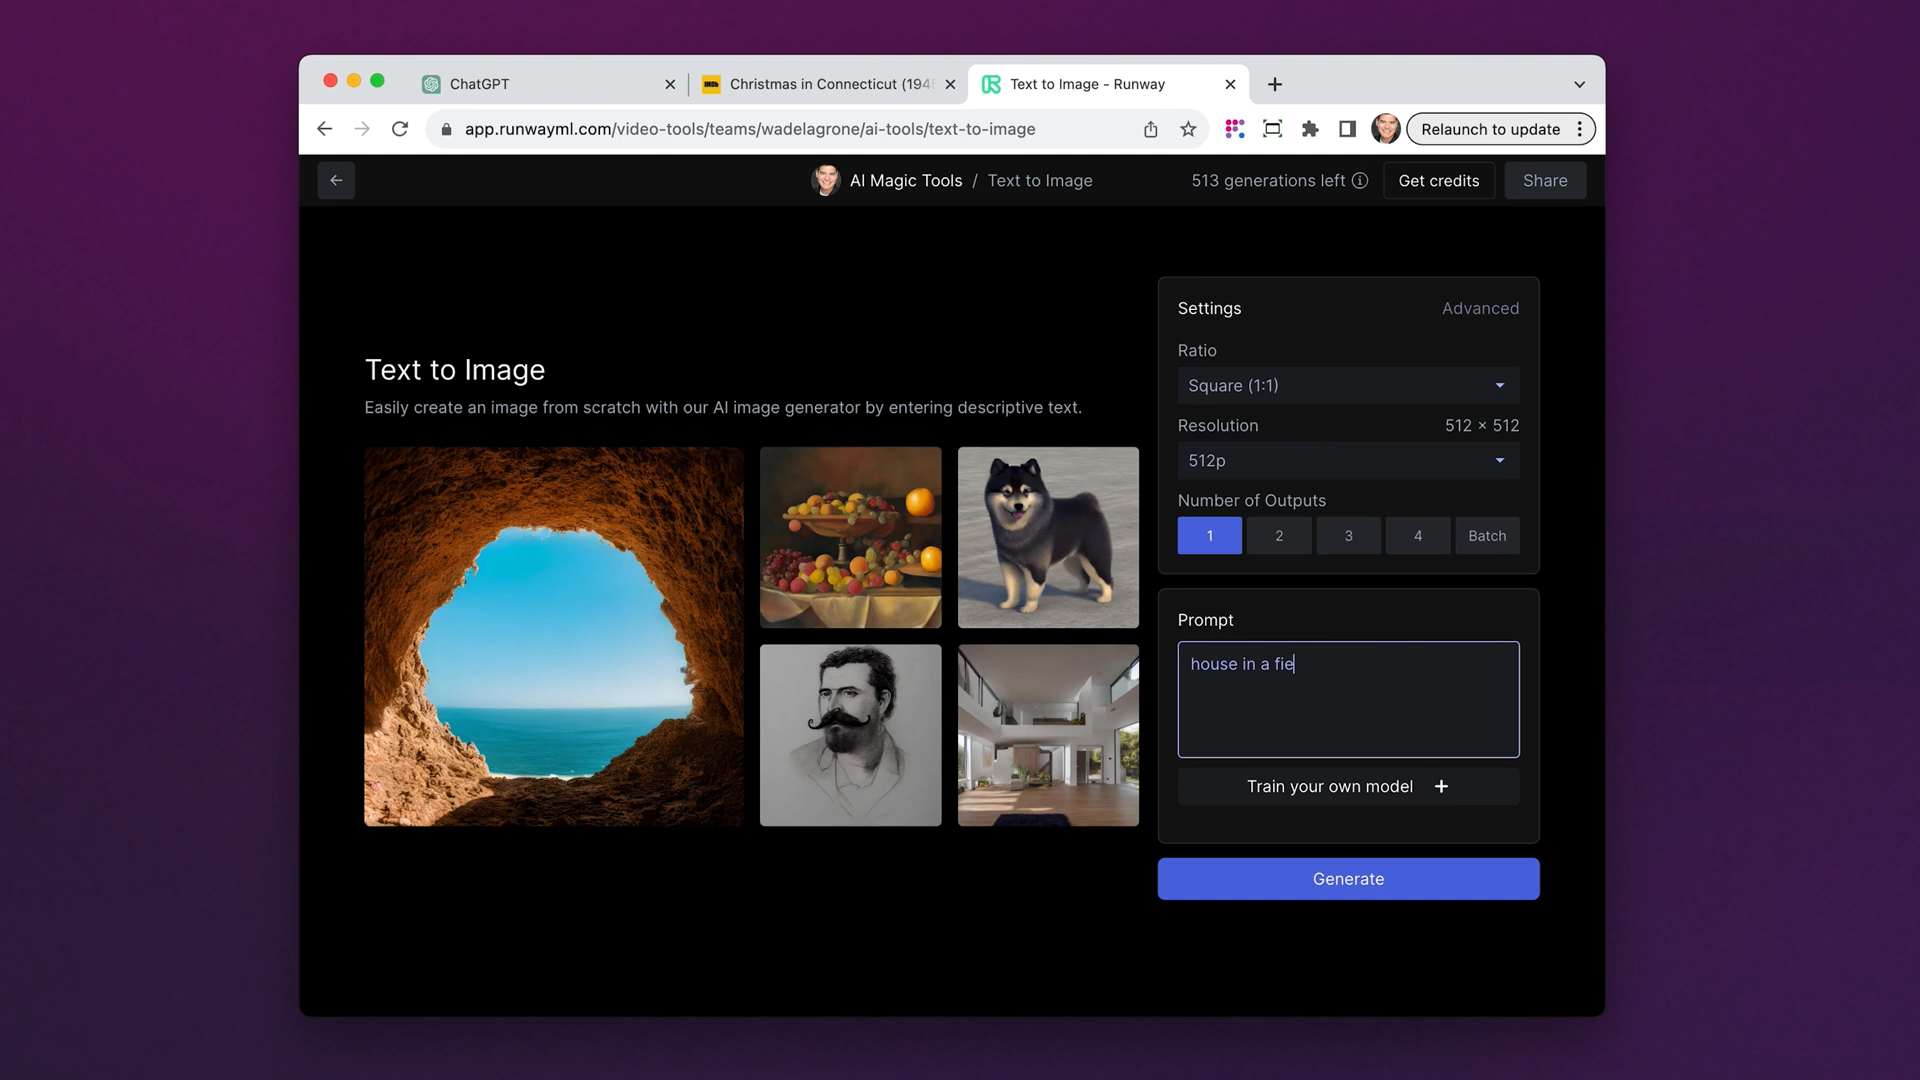 ChatGPT
IMDb Christmas in Connecticut (194
Text to Image - Runway
app.runwayml.com/video-tools/teams/wadelagrone/ai-tools/text-to-image
Relaunch to update
AI Magic Tools / Text to Image
513 generations left
Get credits
Share
Text to Image
Easily create an image from scratch with our AI image generator by entering descriptive text.
Settings
Advanced
Ratio
Square (1:1)
Resolution
512 × 512
512p
Number of Outputs
1 2 3 4 Batch
Prompt
house in a fie
Train your own model +
Generate